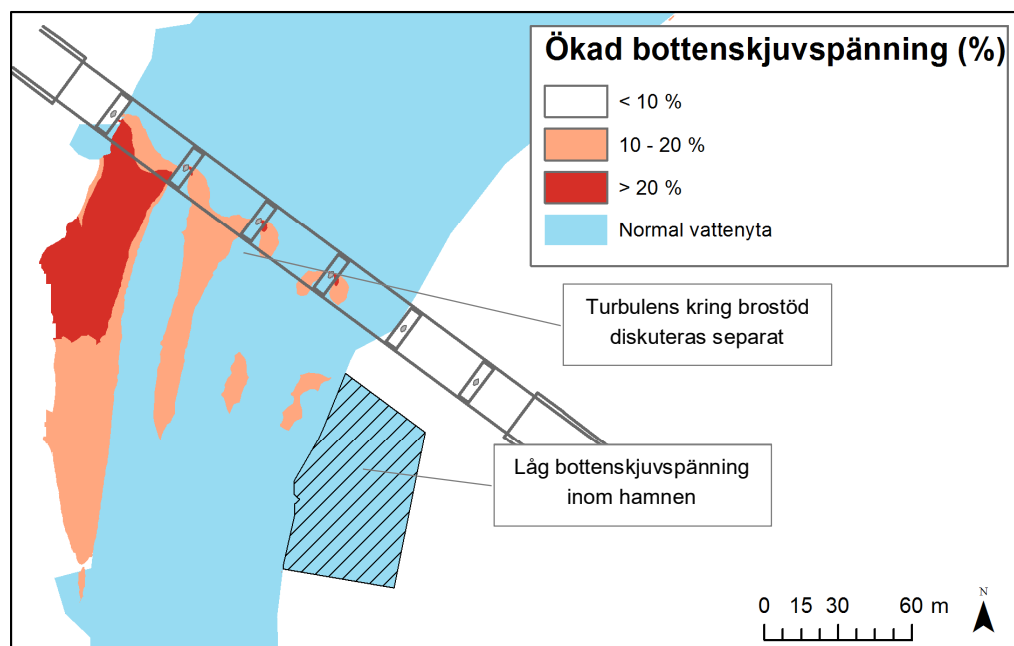 Ökad bottenskjuvspänning (%)
< 10 %
10 - 20 %
> 20 %
Normal vattenyta
Turbulens kring brostöd
diskuteras separat
Låg bottenskjuvspänning
inom hamnen
0 15 30 60 m
N